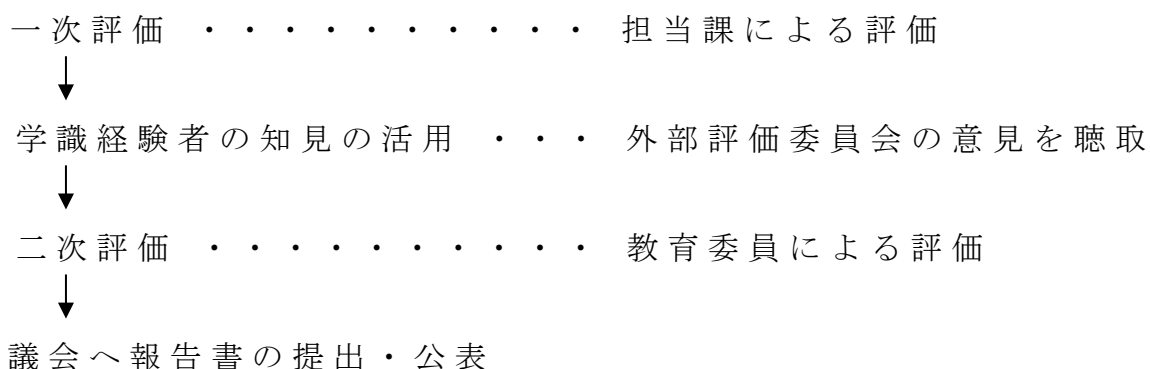 一次評価 ・・・・・・・・・・ 担当課による評価
↓
学識経験者の知見の活用 ・・・ 外部評価委員会の意見を聴取
↓
二次評価 ・・・・・・・・・・ 教育委員による評価
↓
議会へ報告書の提出・公表